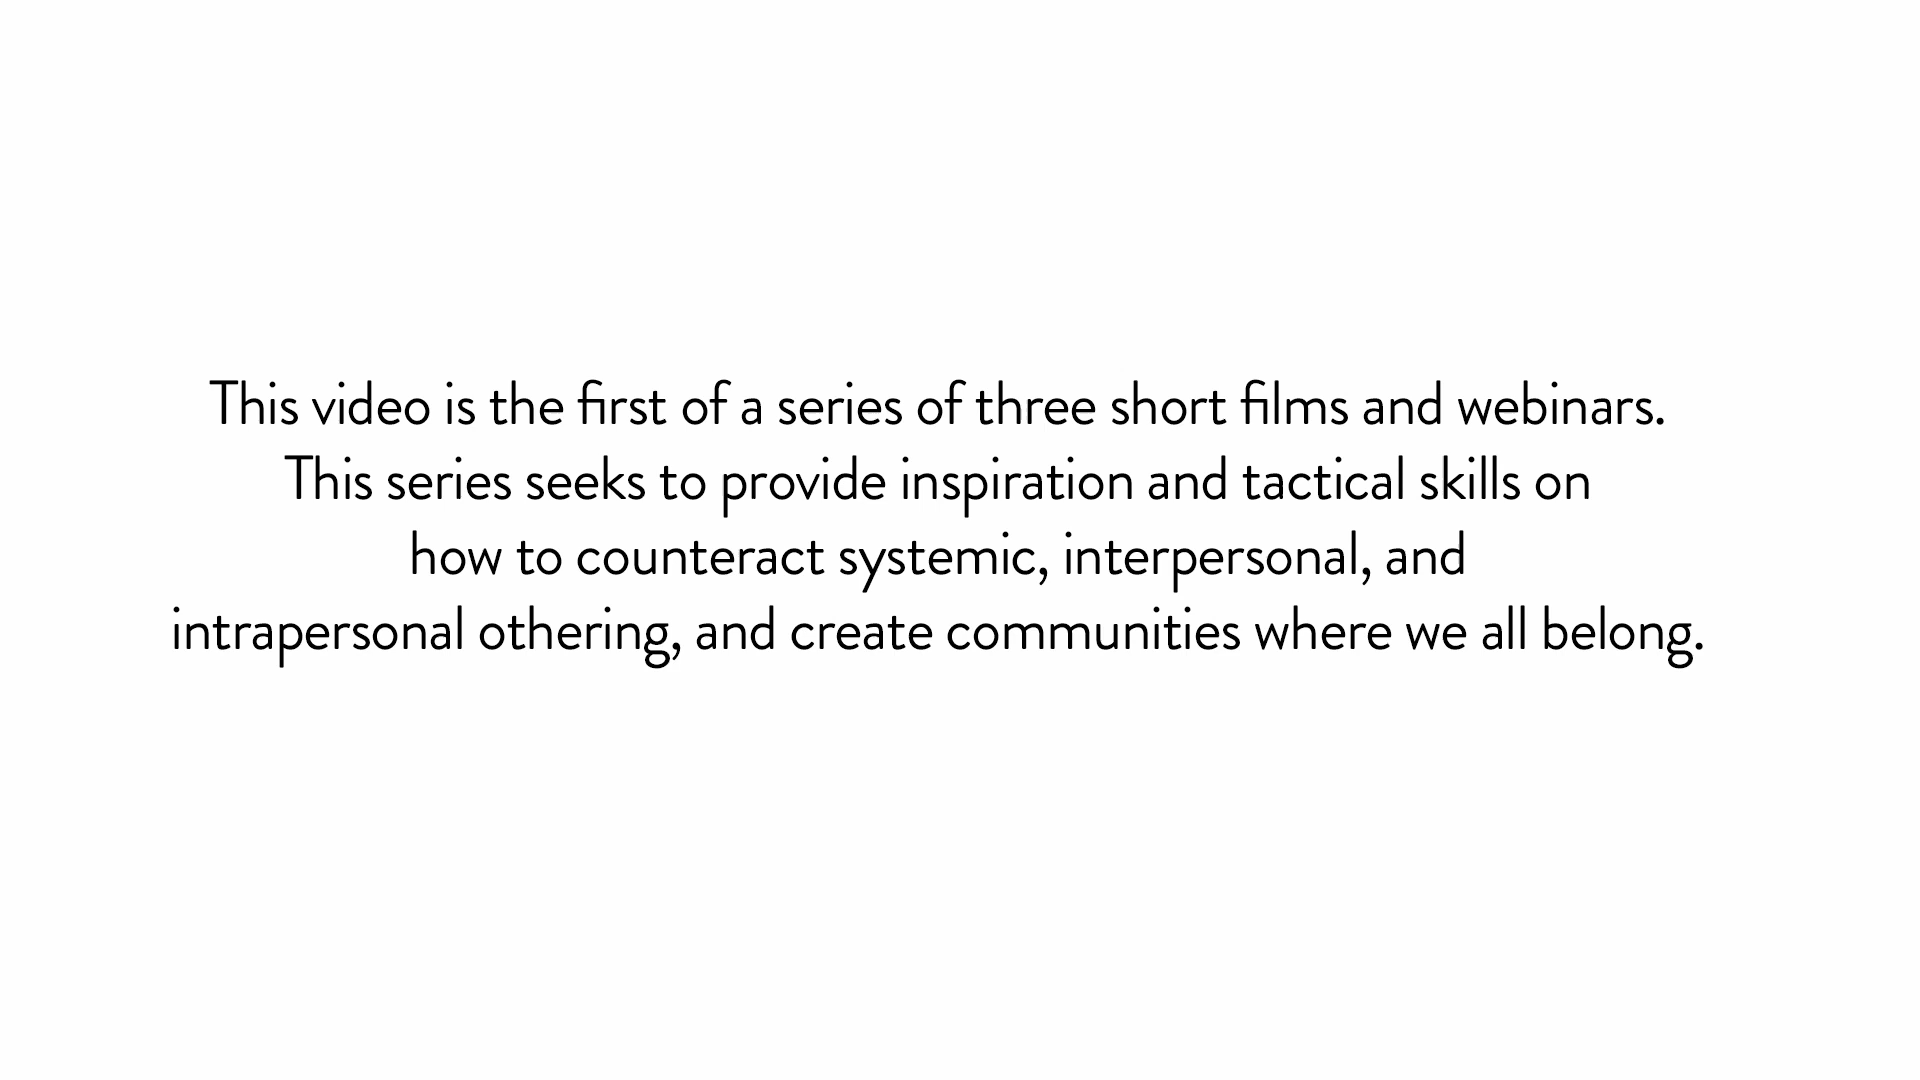 This video is the first of a series of three short films and webinars.
This series seeks to provide inspiration and tactical skills on
how to counteract systemic, interpersonal, and
intrapersonal othering, and create communities where we all belong.